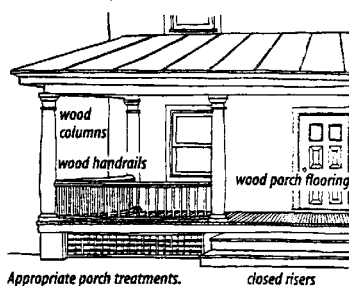 wood
columns
wood handrails
wood porch flooring
Appropriate porch treatments.
closed risers